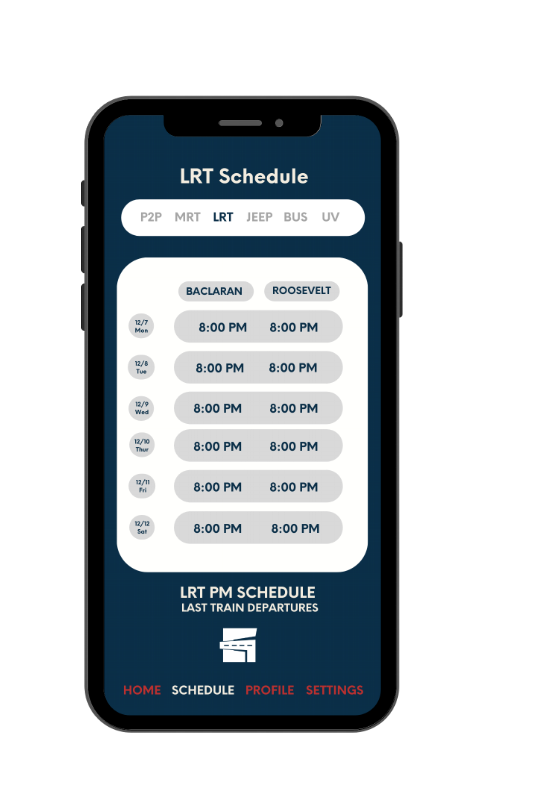 LRT Schedule
P2P MRT LRT JEEP BUS UV
BACLARAN ROOSEVELT
12/7
Mon
8:00 PM 8:00 PM
12/8
Tue
8:00 PM 8:00 PM
12/9
Wed
8:00 PM 8:00 PM
12/10
Thur
8:00 PM 8:00 PM
12/11
Fri
8:00 PM 8:00 PM
12/12
Sat
8:00 PM 8:00 PM
LRT PM SCHEDULE
LAST TRAIN DEPARTURES
HOME SCHEDULE PROFILE SETTINGS